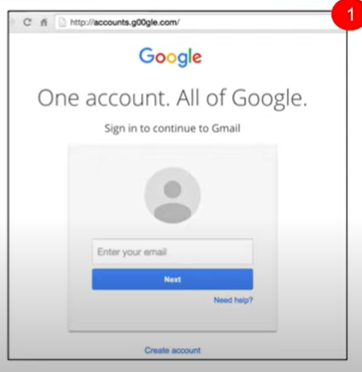 1
http://accounts.g00gle.com/
Google
One account. All of Google.
Sign in to continue to Gmail
Enter your email
Next
Need help?
Create account